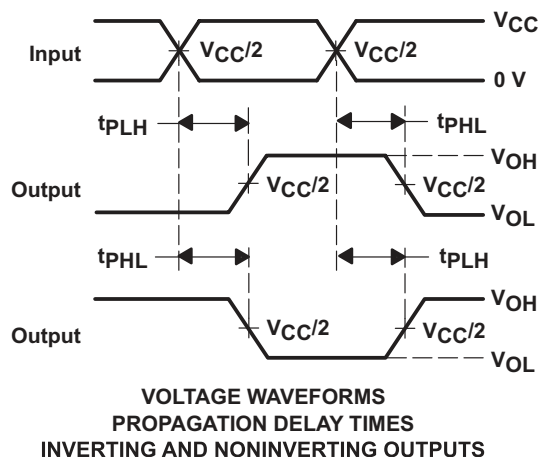 VCC
Input VCC/2 VCC/2
0 V
tPLH tPHL
VOH
Output VCC/2 VCC/2
VOL
tPHL tPLH
VOH
Output VCC/2 VCC/2
VOL
VOLTAGE WAVEFORMS
PROPAGATION DELAY TIMES
INVERTING AND NONINVERTING OUTPUTS